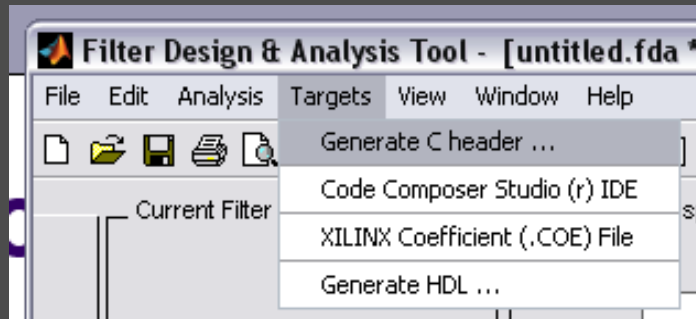 Filter Design & Analysis Tool - [untitled.fda *
File Edit Analysis Targets View Window Help
Generate C header ...
Code Composer Studio (r) IDE
Current Filter
XILINX Coefficient (.COE) File
Generate HDL ...